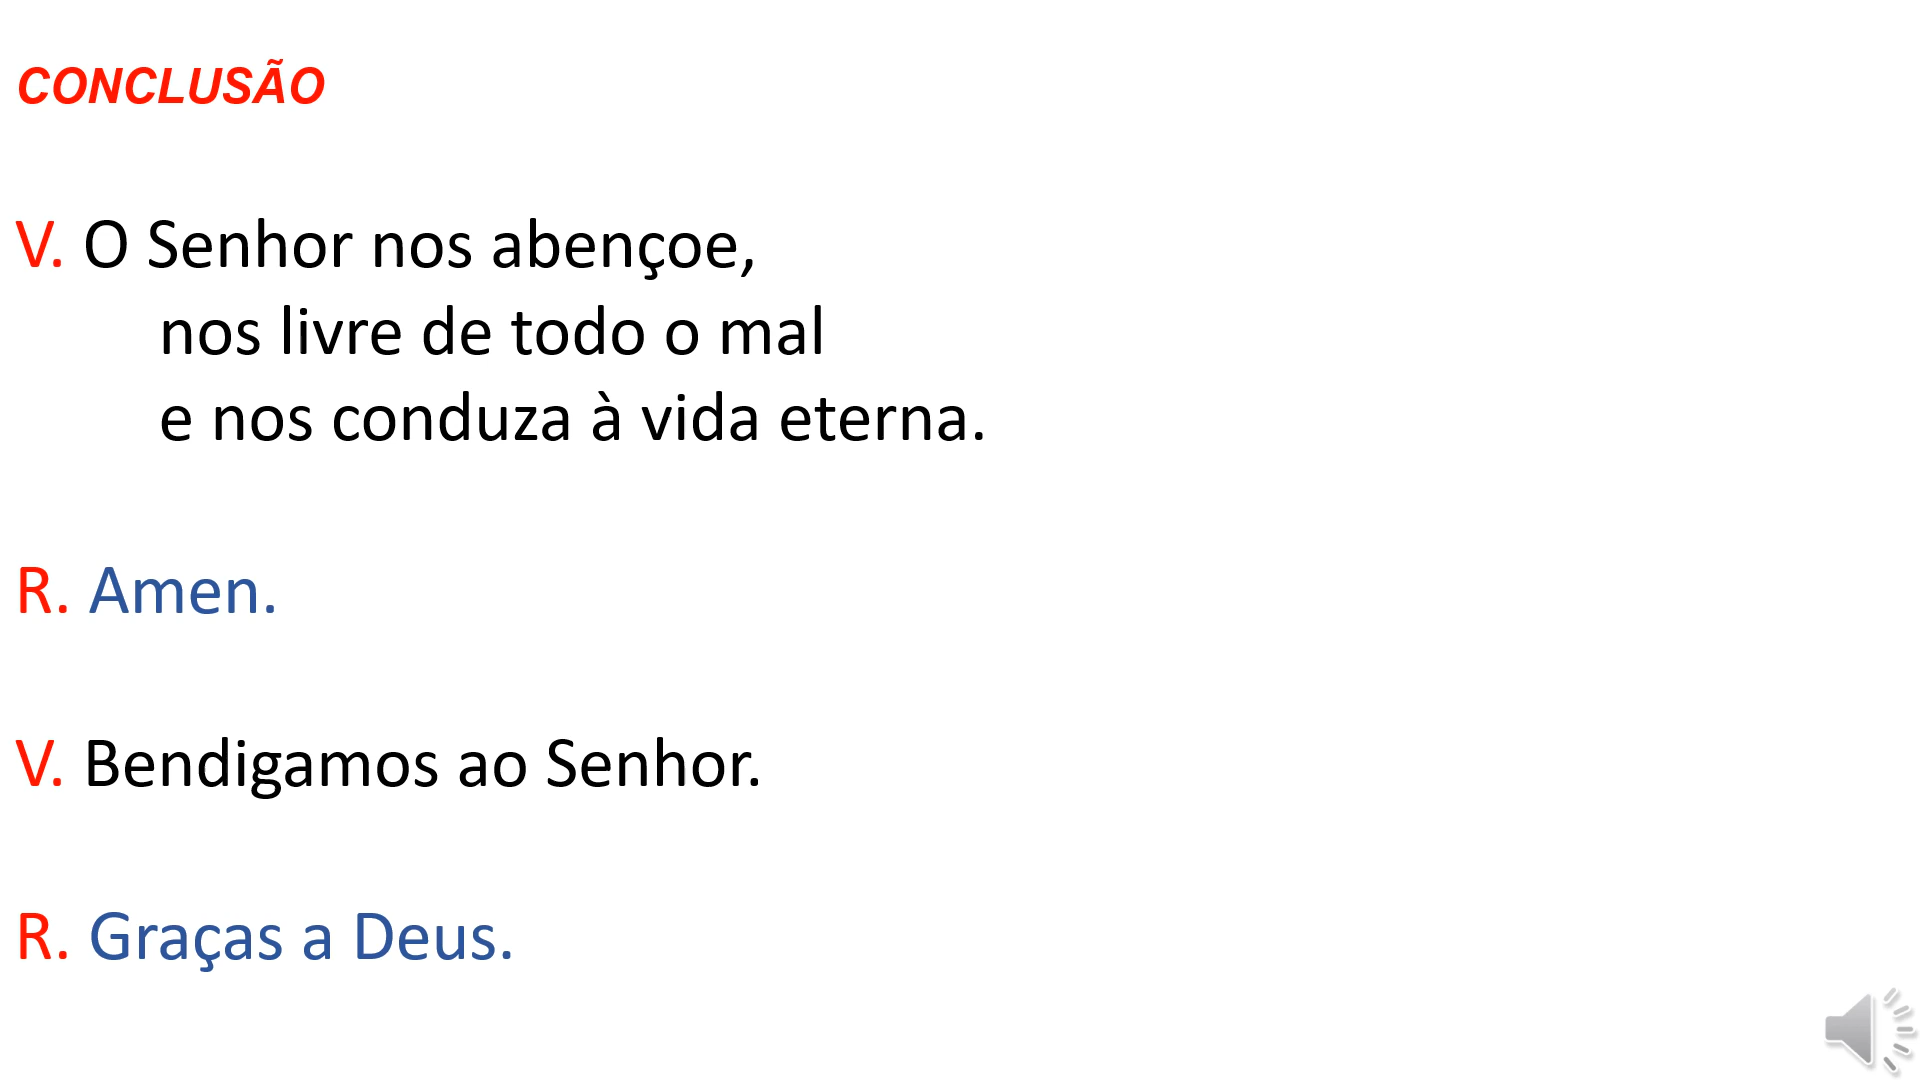 CONCLUSÃO
V. O Senhor nos abençoe,
nos livre de todo o mal
e nos conduza à vida eterna.
R. Amen.
V. Bendigamos ao Senhor.
R. Graças a Deus.